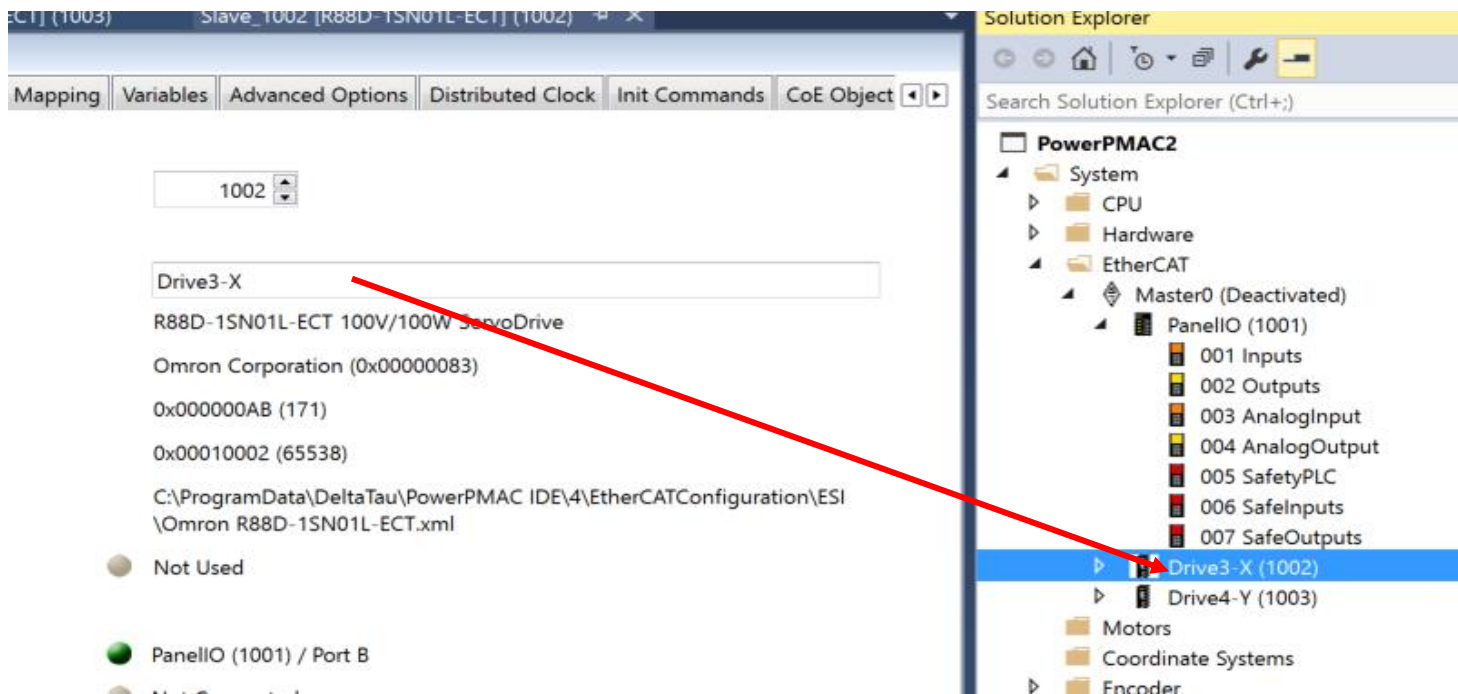 ECT] (1003)
Slave_1002 [R88D-1SN01L-ECT] (1002)
Mapping Variables Advanced Options Distributed Clock Init Commands CoE Object
1002
Drive3-X
R88D-1SN01L-ECT 100V/100W ServoDrive
Omron Corporation (0x00000083)
0x000000AB (171)
0x00010002 (65538)
C:\ProgramData\DeltaTau\PowerPMAC IDE\4\EtherCATConfiguration\ESI
\Omron R88D-1SN01L-ECT.xml
Not Used
PanelIO (1001) / Port B
Not Connected
Solution Explorer
Search Solution Explorer (Ctrl+;)
PowerPMAC2
System
CPU
Hardware
EtherCAT
Master0 (Deactivated)
PanelIO (1001)
001 Inputs
002 Outputs
003 AnalogInput
004 AnalogOutput
005 SafetyPLC
006 SafeInputs
007 SafeOutputs
Drive3-X (1002)
Drive4-Y (1003)
Motors
Coordinate Systems
Encoder